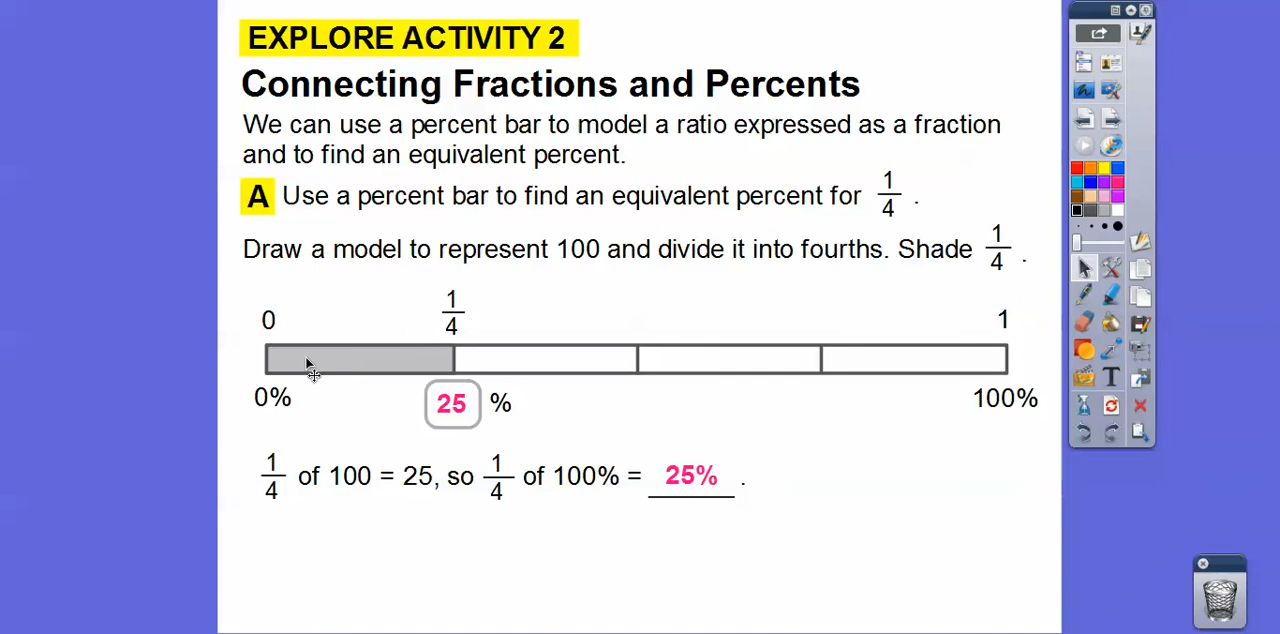 EXPLORE ACTIVITY 2
Connecting Fractions and Percents
We can use a percent bar to model a ratio expressed as a fraction
and to find an equivalent percent.
A Use a percent bar to find an equivalent percent for 1/4 .
Draw a model to represent 100 and divide it into fourths. Shade 1/4 .
0 1/4 1
0% 25 % 100%
1/4 of 100 = 25, so 1/4 of 100% = 25% .